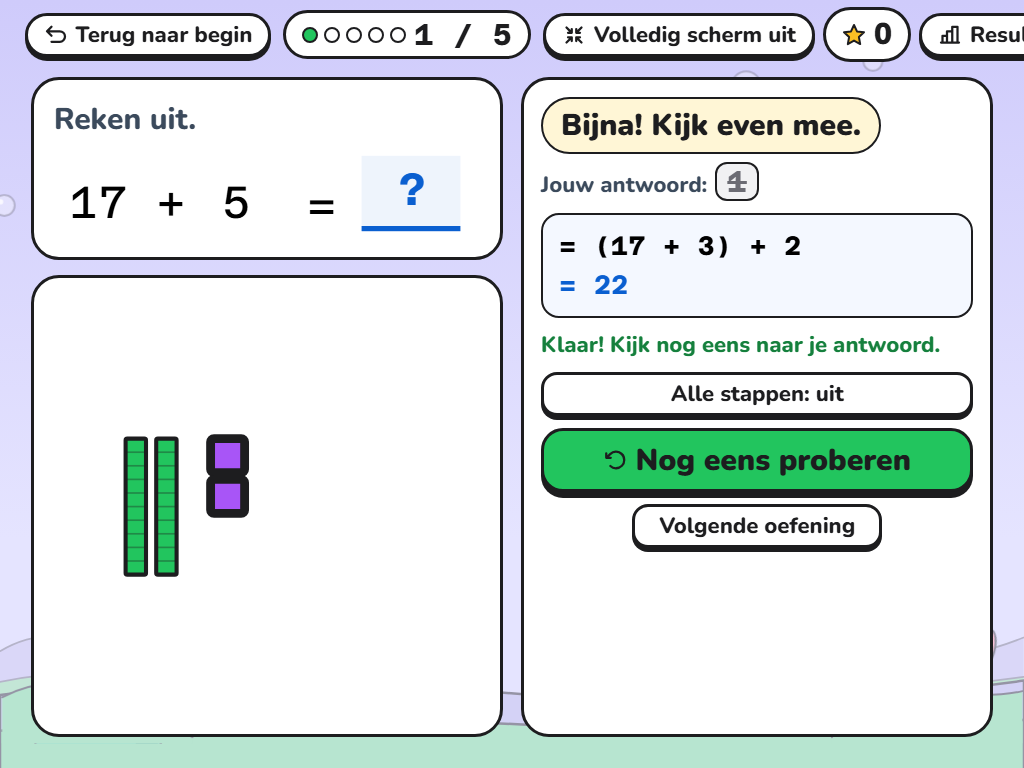 Terug naar begin
1 / 5
Volledig scherm uit
0
Resul
Reken uit.
17 + 5 = ?
Bijna! Kijk even mee.
Jouw antwoord: 1
= (17 + 3) + 2
= 22
Klaar! Kijk nog eens naar je antwoord.
Alle stappen: uit
Nog eens proberen
Volgende oefening